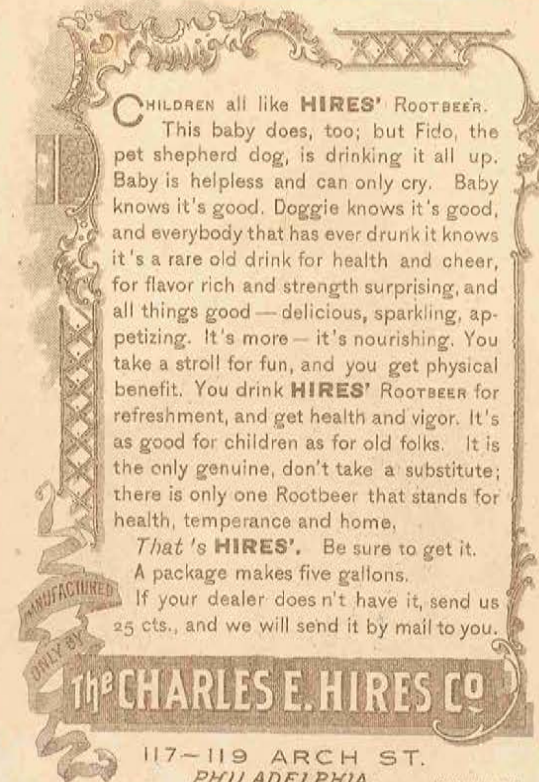 CHILDREN all like HIRES' ROOTBEER.
This baby does, too; but Fido, the
pet shepherd dog, is drinking it all up.
Baby is helpless and can only cry. Baby
knows it's good. Doggie knows it's good,
and everybody that has ever drunk it knows
it's a rare old drink for health and cheer,
for flavor rich and strength surprising, and
all things good — delicious, sparkling, ap-
petizing. It's more — it's nourishing. You
take a stroll for fun, and you get physical
benefit. You drink HIRES' ROOTBEER for
refreshment, and get health and vigor. It's
as good for children as for old folks. It is
the only genuine, don't take a substitute;
there is only one Rootbeer that stands for
health, temperance and home,
That's HIRES'. Be sure to get it.
A package makes five gallons.
If your dealer does n't have it, send us
25 cts., and we will send it by mail to you.
MANUFACTURED
ONLY BY
The CHARLES E. HIRES Co
117-119 ARCH ST.
PHILADELPHIA